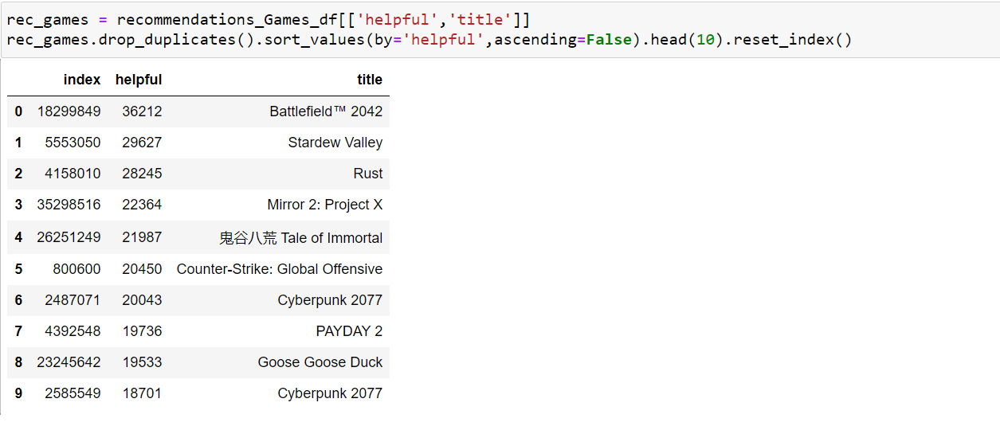 rec_games = recommendations_Games_df[['helpful','title']]
rec_games.drop_duplicates().sort_values(by='helpful',ascending=False).head(10).reset_index()
index helpful title
0 18299849 36212 Battlefield™ 2042
1 5553050 29627 Stardew Valley
2 4158010 28245 Rust
3 35298516 22364 Mirror 2: Project X
4 26251249 21987 鬼谷八荒 Tale of Immortal
5 800600 20450 Counter-Strike: Global Offensive
6 2487071 20043 Cyberpunk 2077
7 4392548 19736 PAYDAY 2
8 23245642 19533 Goose Goose Duck
9 2585549 18701 Cyberpunk 2077